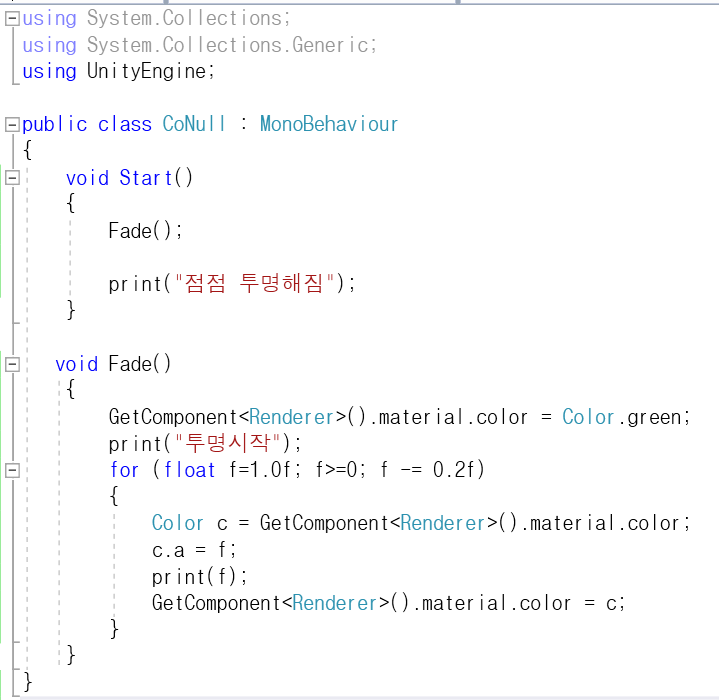 using System.Collections;
using System.Collections.Generic;
using UnityEngine;
public class CoNull : MonoBehaviour
{
void Start()
{
Fade();
print("점점 투명해짐");
}
void Fade()
{
GetComponent<Renderer>().material.color = Color.green;
print("투명시작");
for (float f=1.0f; f>=0; f -= 0.2f)
{
Color c = GetComponent<Renderer>().material.color;
c.a = f;
print(f);
GetComponent<Renderer>().material.color = c;
}
}
}